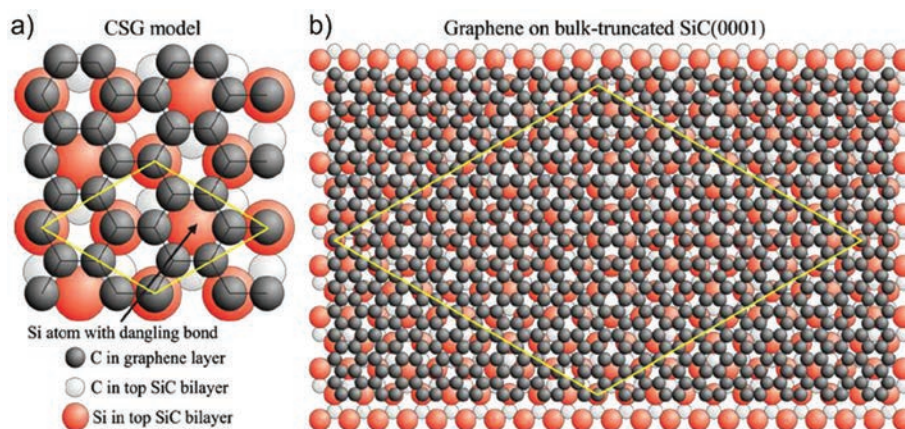 a)
CSG model
Si atom with dangling bond
C in graphene layer
C in top SiC bilayer
Si in top SiC bilayer
b)
Graphene on bulk-truncated SiC(0001)